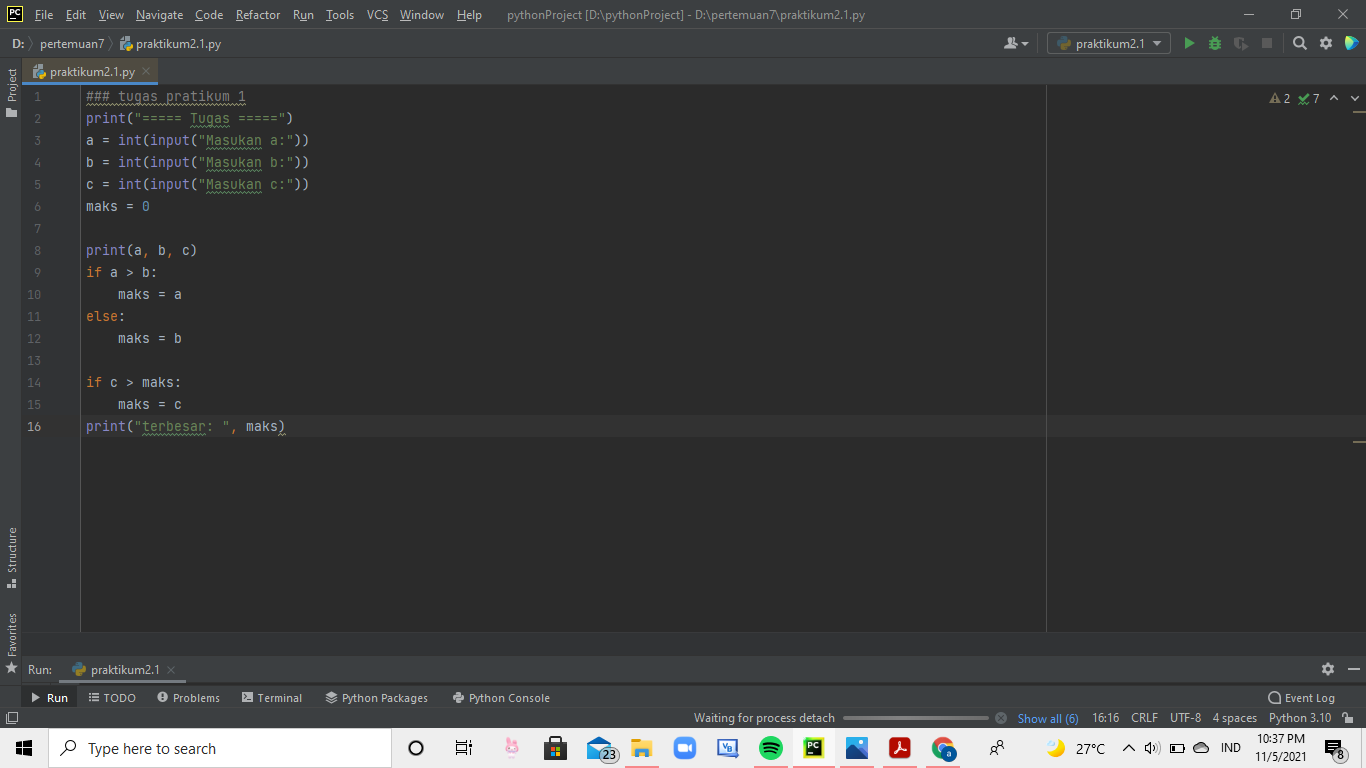 PC File Edit View Navigate Code Refactor Run Tools VCS Window Help pythonProject [D:\pythonProject] - D:\pertemuan7\praktikum2.1.py
D: pertemuan7 praktikum2.1.py praktikum2.1
Project
praktikum2.1.py
2 7
1 ### tugas pratikum 1
2 print("===== Tugas =====")
3 a = int(input("Masukan a:"))
4 b = int(input("Masukan b:"))
5 c = int(input("Masukan c:"))
6 maks = 0
7
8 print(a, b, c)
9 if a > b:
10     maks = a
11 else:
12     maks = b
13
14 if c > maks:
15     maks = c
16 print("terbesar: ", maks)
Structure
Favorites
Run: praktikum2.1
Run TODO Problems Terminal Python Packages Python Console Event Log
Waiting for process detach Show all (6) 16:16 CRLF UTF-8 4 spaces Python 3.10
Type here to search 23 VB PC a 27°C IND 10:37 PM
11/5/2021 8